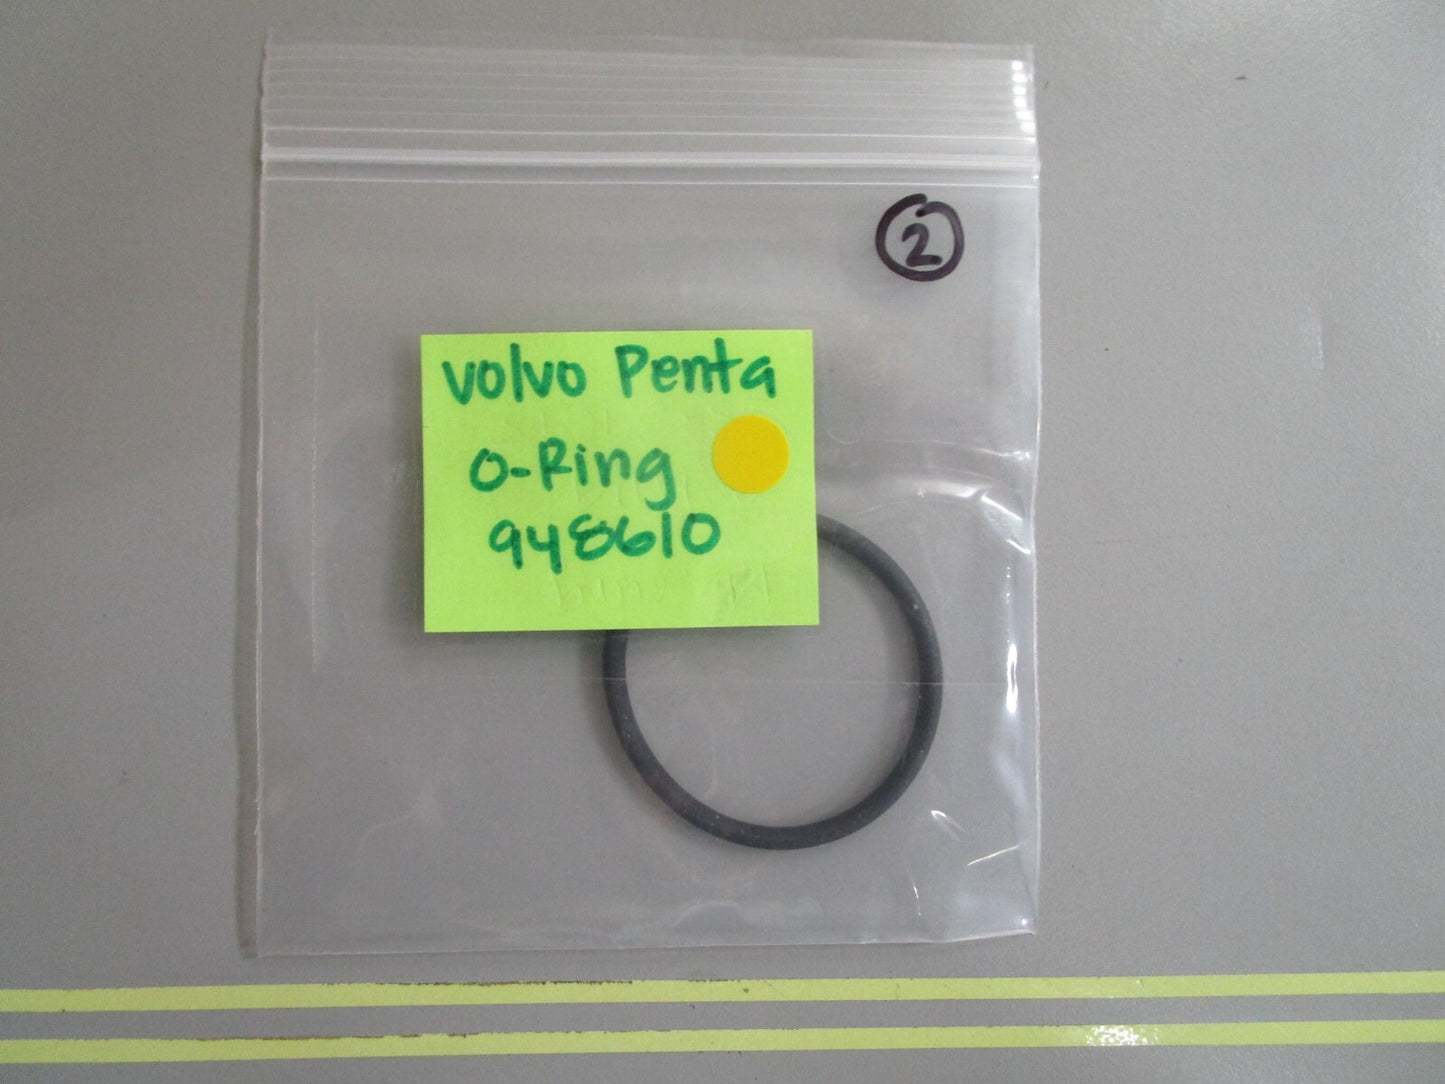 2
Volvo Penta
O-Ring
948610